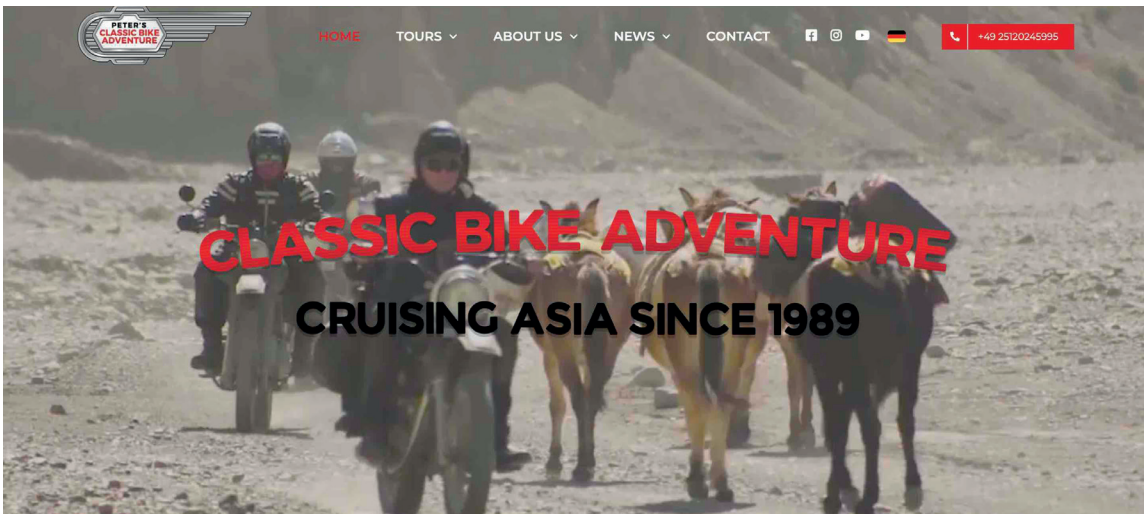 PETER'S
CLASSIC BIKE
ADVENTURE
HOME TOURS ABOUT US NEWS CONTACT +49 25120245995
CLASSIC BIKE ADVENTURE
CRUISING ASIA SINCE 1989